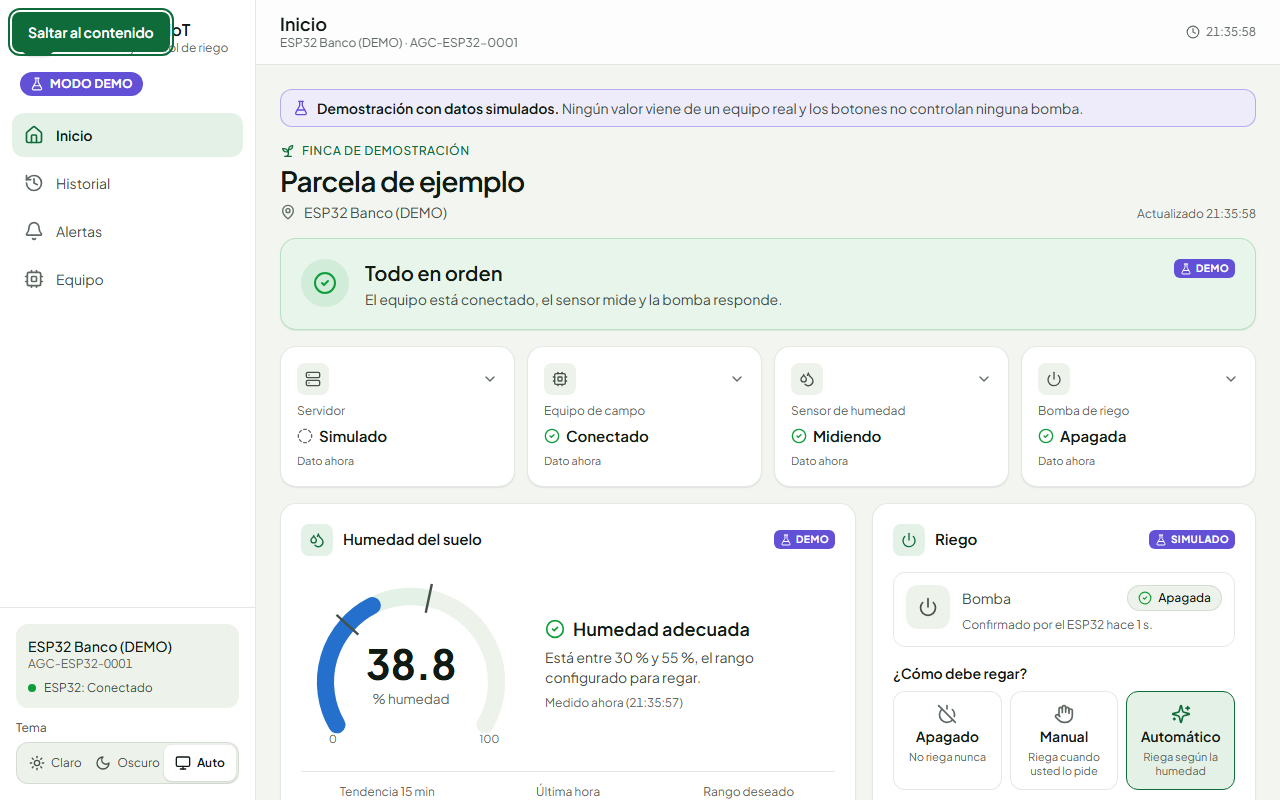 Saltar al contenido
oT
ol de riego
MODO DEMO
Inicio
Historial
Alertas
Equipo
ESP32 Banco (DEMO)
AGC-ESP32-0001
ESP32: Conectado
Tema
Claro
Oscuro
Auto
Inicio
ESP32 Banco (DEMO) · AGC-ESP32-0001
21:35:58
Demostración con datos simulados. Ningún valor viene de un equipo real y los botones no controlan ninguna bomba.
FINCA DE DEMOSTRACIÓN
Parcela de ejemplo
ESP32 Banco (DEMO)
Actualizado 21:35:58
Todo en orden
El equipo está conectado, el sensor mide y la bomba responde.
DEMO
Servidor
Simulado
Dato ahora
Equipo de campo
Conectado
Dato ahora
Sensor de humedad
Midiendo
Dato ahora
Bomba de riego
Apagada
Dato ahora
Humedad del suelo
DEMO
38.8
% humedad
0
100
Humedad adecuada
Está entre 30 % y 55 %, el rango
configurado para regar.
Medido ahora (21:35:57)
Tendencia 15 min
Última hora
Rango deseado
Riego
SIMULADO
Bomba
Apagada
Confirmado por el ESP32 hace 1 s.
¿Cómo debe regar?
Apagado
No riega nunca
Manual
Riega cuando
usted lo pide
Automático
Riega según la
humedad